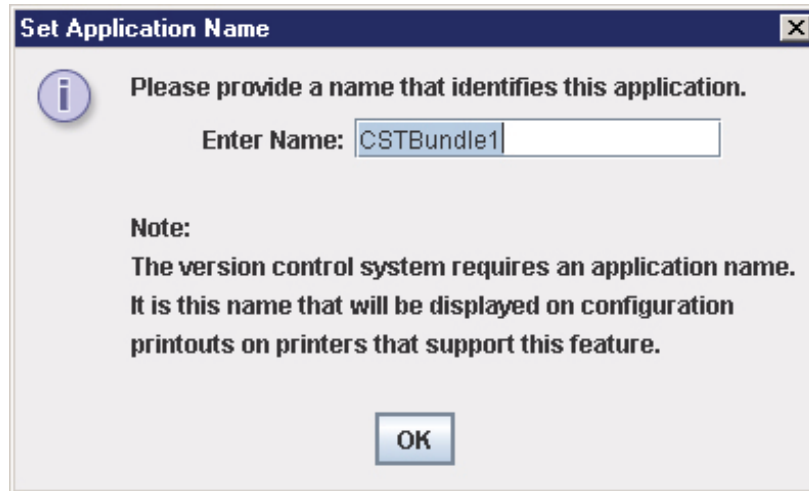 Set Application Name
Please provide a name that identifies this application.
Enter Name: CSTBundle1
Note:
The version control system requires an application name.
It is this name that will be displayed on configuration
printouts on printers that support this feature.
OK